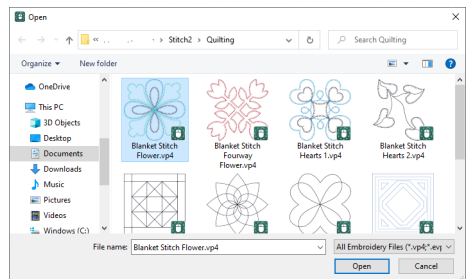 Open
« .. . . › Stitch2 › Quilting
Search Quilting
Organize
New folder
OneDrive
This PC
3D Objects
Desktop
Documents
Downloads
Music
Pictures
Videos
Windows (C:)
Blanket Stitch
Flower.vp4
Blanket Stitch
Fourway
Flower.vp4
Blanket Stitch
Hearts 1.vp4
Blanket Stitch
Hearts 2.vp4
File name: Blanket Stitch Flower.vp4
All Embroidery Files (*.vp4;*.evp
Open
Cancel